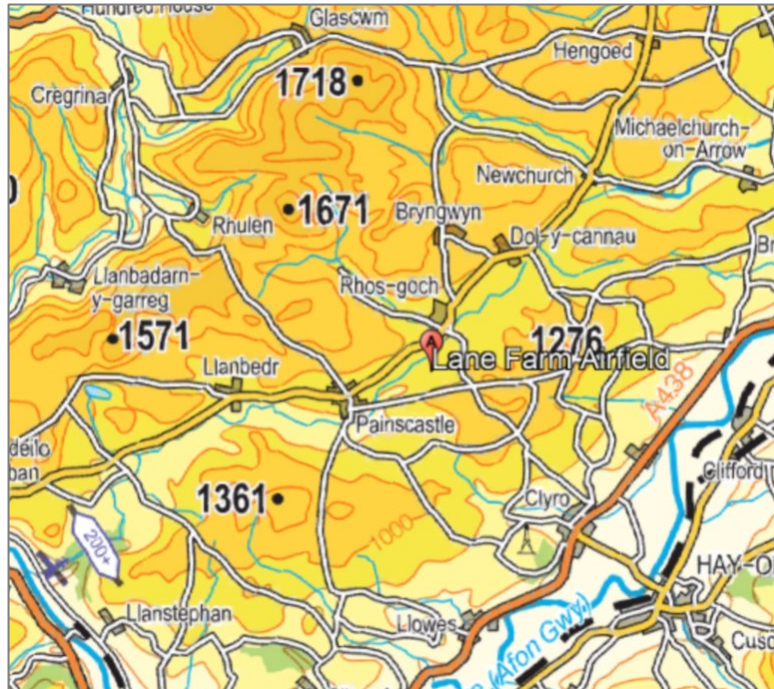 Hundred House
Glascwm
Hengoed
1718
Cregrina
Michaelchurch-
on-Arrow
Newchurch
1671
Bryngwyn
Rhulen
Dol-y-cannau
Rhos-goch
Llanbadarn-
y-garreg
1571
1276
A
Lane Farm Airfield
Llanbedr
A438
Painscastle
Clifford
1361
Clyro
1000
200+
HAY-O
Llanstephan
Llowes
(Afon Gwy)
Cusc